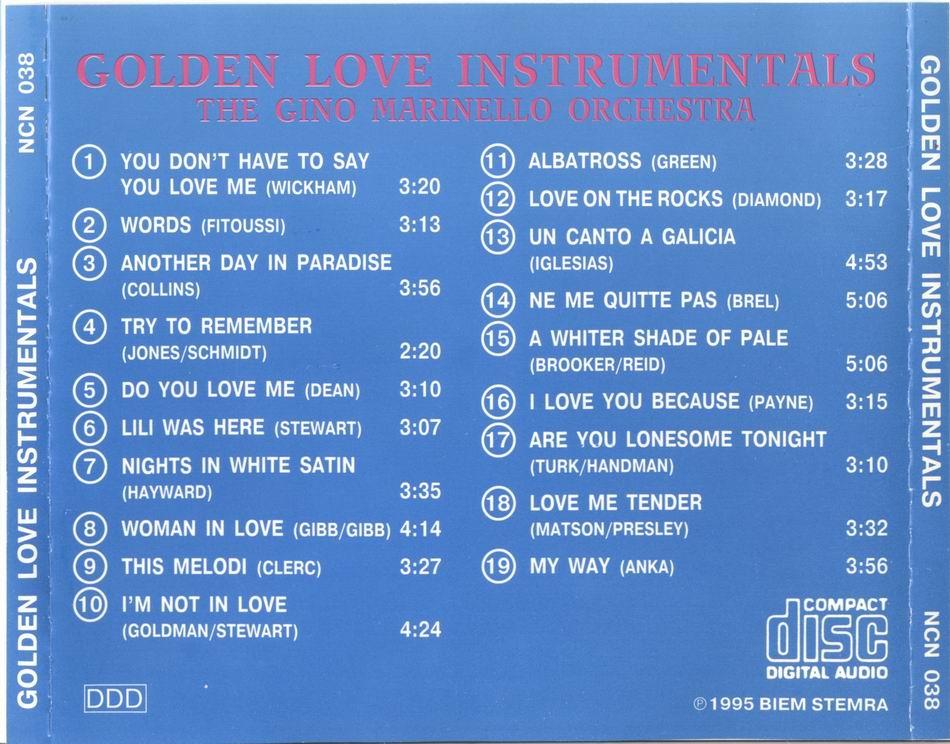 GOLDEN LOVE INSTRUMENTALS
THE GINO MARINELLO ORCHESTRA
1 YOU DON'T HAVE TO SAY
YOU LOVE ME (WICKHAM) 3:20
2 WORDS (FITOUSSI) 3:13
3 ANOTHER DAY IN PARADISE
(COLLINS) 3:56
4 TRY TO REMEMBER
(JONES/SCHMIDT) 2:20
5 DO YOU LOVE ME (DEAN) 3:10
6 LILI WAS HERE (STEWART) 3:07
7 NIGHTS IN WHITE SATIN
(HAYWARD) 3:35
8 WOMAN IN LOVE (GIBB/GIBB) 4:14
9 THIS MELODI (CLERC) 3:27
10 I'M NOT IN LOVE
(GOLDMAN/STEWART) 4:24
11 ALBATROSS (GREEN) 3:28
12 LOVE ON THE ROCKS (DIAMOND) 3:17
13 UN CANTO A GALICIA
(IGLESIAS) 4:53
14 NE ME QUITTE PAS (BREL) 5:06
15 A WHITER SHADE OF PALE
(BROOKER/REID) 5:06
16 I LOVE YOU BECAUSE (PAYNE) 3:15
17 ARE YOU LONESOME TONIGHT
(TURK/HANDMAN) 3:10
18 LOVE ME TENDER
(MATSON/PRESLEY) 3:32
19 MY WAY (ANKA) 3:56
COMPACT
disc
DIGITAL AUDIO
DDD
℗ 1995 BIEM STEMRA
GOLDEN LOVE INSTRUMENTALS NCN 038
GOLDEN LOVE INSTRUMENTALS NCN 038